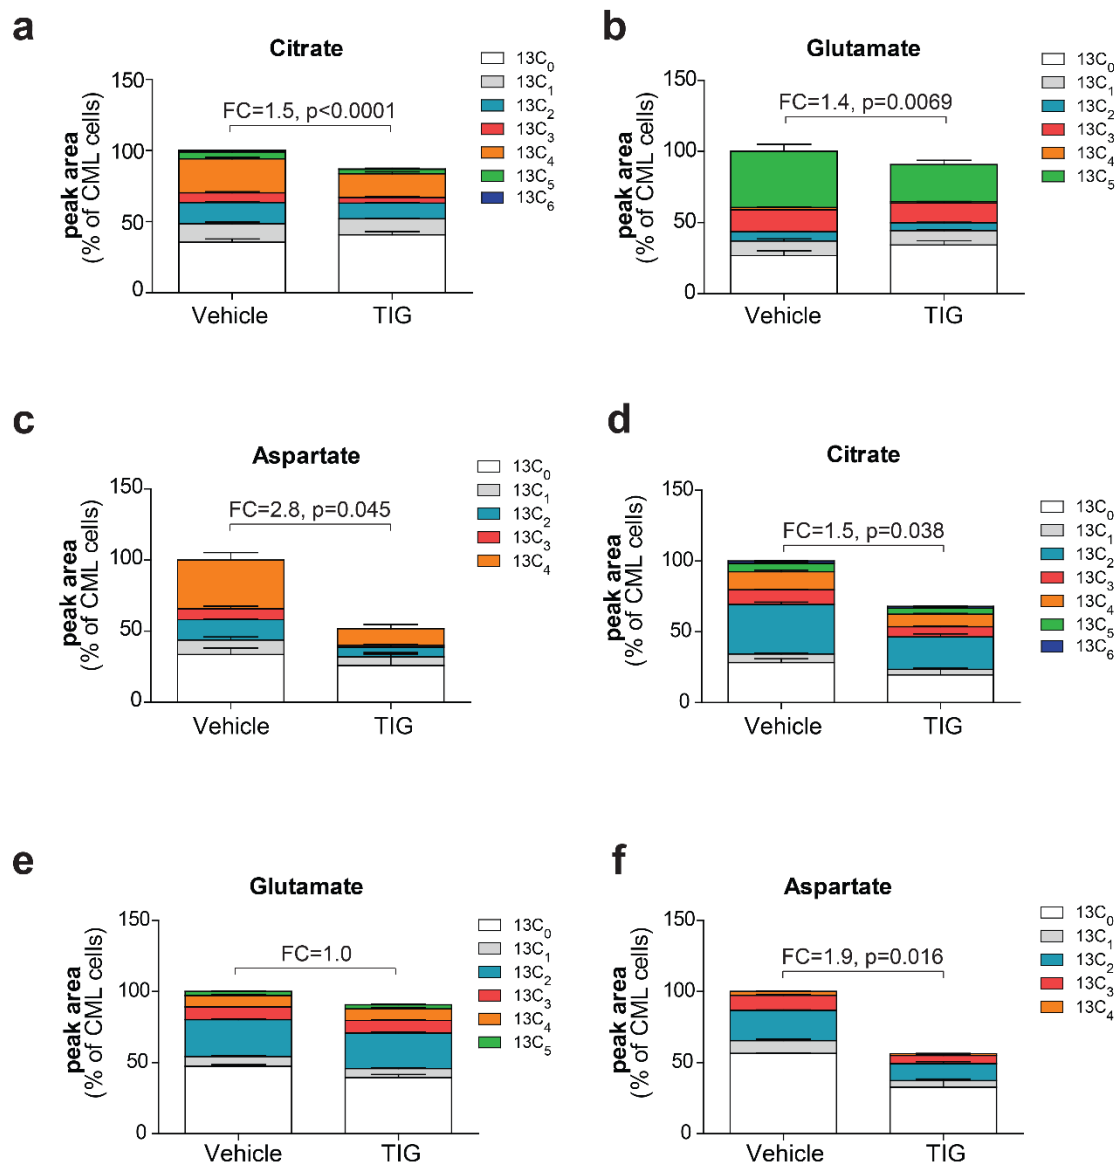 a
Citrate
peak area
(% of CML cells)
150
100
50
0
FC=1.5, p<0.0001
Vehicle
TIG
13C0
13C1
13C2
13C3
13C4
13C5
13C6
b
Glutamate
peak area
(% of CML cells)
150
100
50
0
FC=1.4, p=0.0069
Vehicle
TIG
13C0
13C1
13C2
13C3
13C4
13C5
c
Aspartate
peak area
(% of CML cells)
150
100
50
0
FC=2.8, p=0.045
Vehicle
TIG
13C0
13C1
13C2
13C3
13C4
d
Citrate
peak area
(% of CML cells)
150
100
50
0
FC=1.5, p=0.038
Vehicle
TIG
13C0
13C1
13C2
13C3
13C4
13C5
13C6
e
Glutamate
peak area
(% of CML cells)
150
100
50
0
FC=1.0
Vehicle
TIG
13C0
13C1
13C2
13C3
13C4
13C5
f
Aspartate
peak area
(% of CML cells)
150
100
50
0
FC=1.9, p=0.016
Vehicle
TIG
13C0
13C1
13C2
13C3
13C4